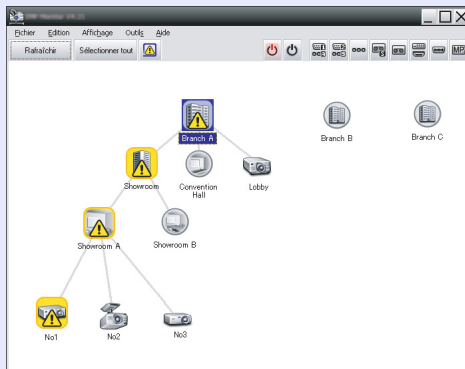 Fichier Edition Affichage Outils Aide
Rafraîchir Sélectionner tout
Branch A
Branch B
Branch C
Showroom
Convention
Hall
Lobby
Showroom A
Showroom B
No1
No2
No3